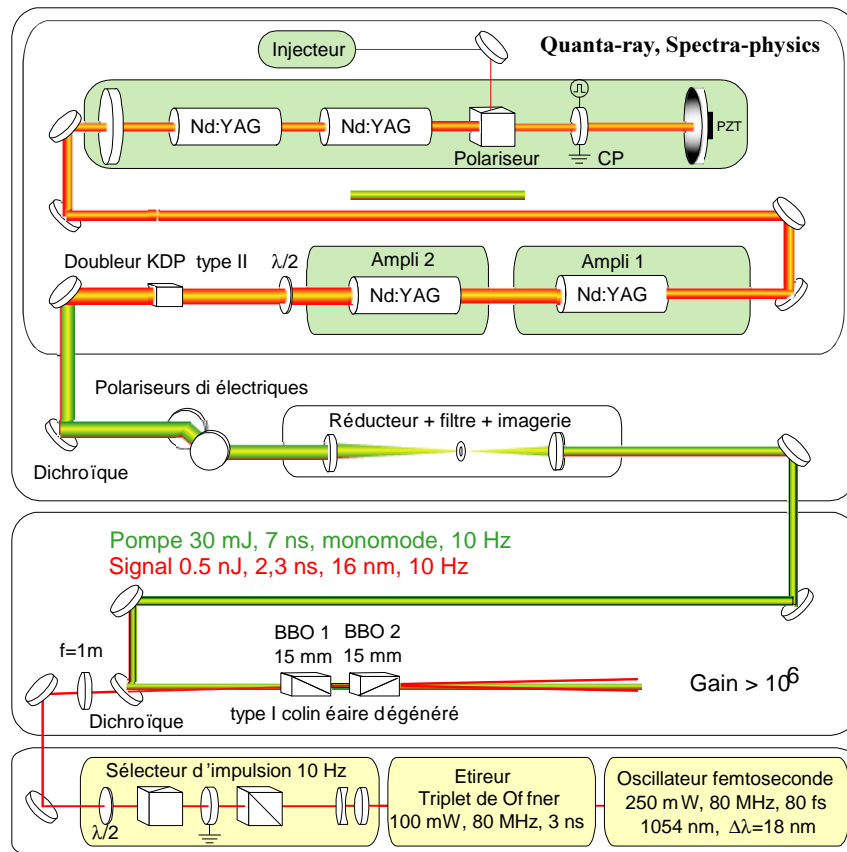 Injecteur
Quanta-ray, Spectra-physics
Nd:YAG
Nd:YAG
Polariseur
CP
PZT
Doubleur KDP type II
λ/2
Ampli 2
Ampli 1
Nd:YAG
Nd:YAG
Polariseurs di électriques
Réducteur + filtre + imagerie
Dichroïque
Pompe 30 mJ, 7 ns, monomode, 10 Hz
Signal 0.5 nJ, 2,3 ns, 16 nm, 10 Hz
BBO 1
15 mm
BBO 2
15 mm
f=1m
Gain > 10⁶
Dichroïque
type I colin éaire dégénéré
Sélecteur d'impulsion 10 Hz
λ/2
Etireur
Triplet de Of fner
100 mW, 80 MHz, 3 ns
Oscillateur femtoseconde
250 mW, 80 MHz, 80 fs
1054 nm, Δλ=18 nm